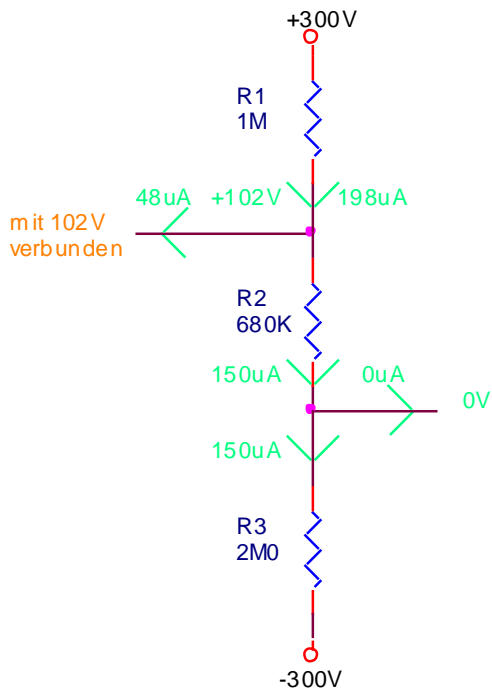 +300V
R1
1M
48uA
+102V
198uA
mit 102V
verbunden
R2
680K
150uA
0uA
0V
150uA
R3
2M0
-300V